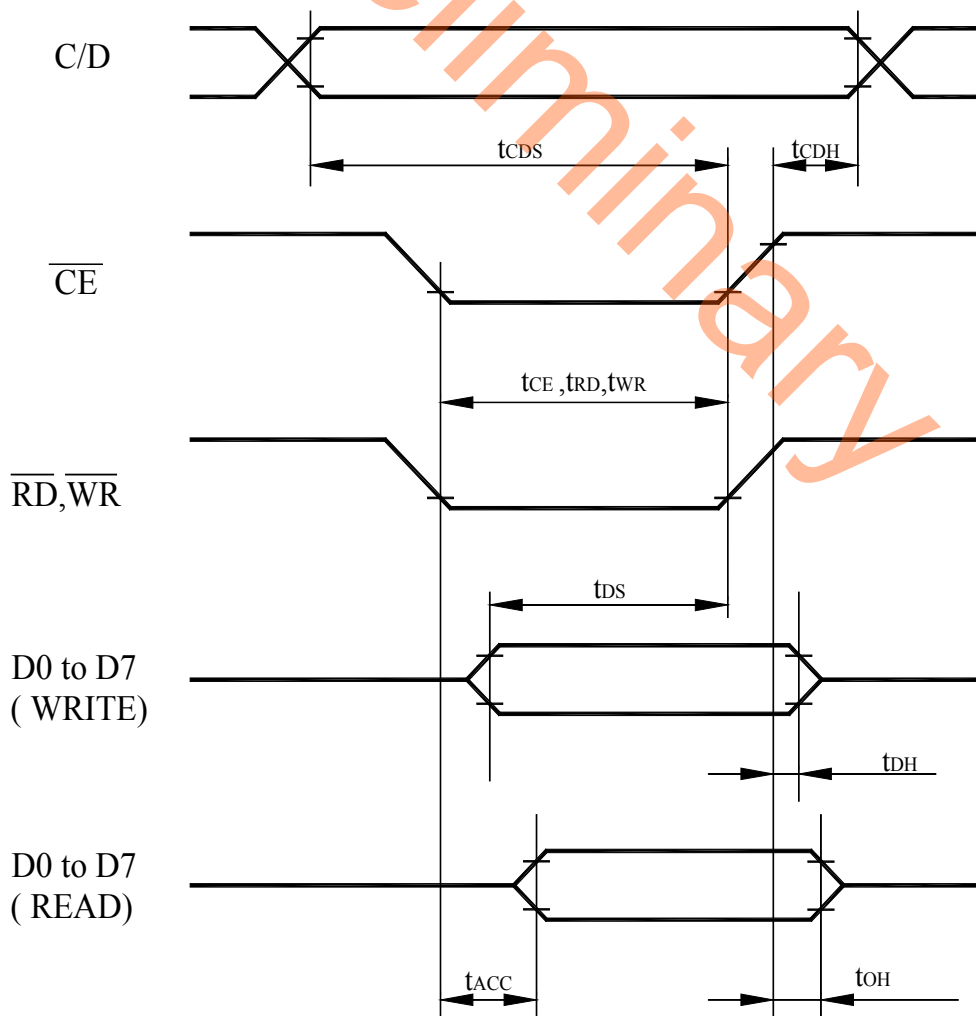 C/D
tCDS
tCDH
CE
tCE ,tRD,tWR
RD,WR
tDS
D0 to D7
( WRITE)
tDH
D0 to D7
( READ)
tACC
tOH